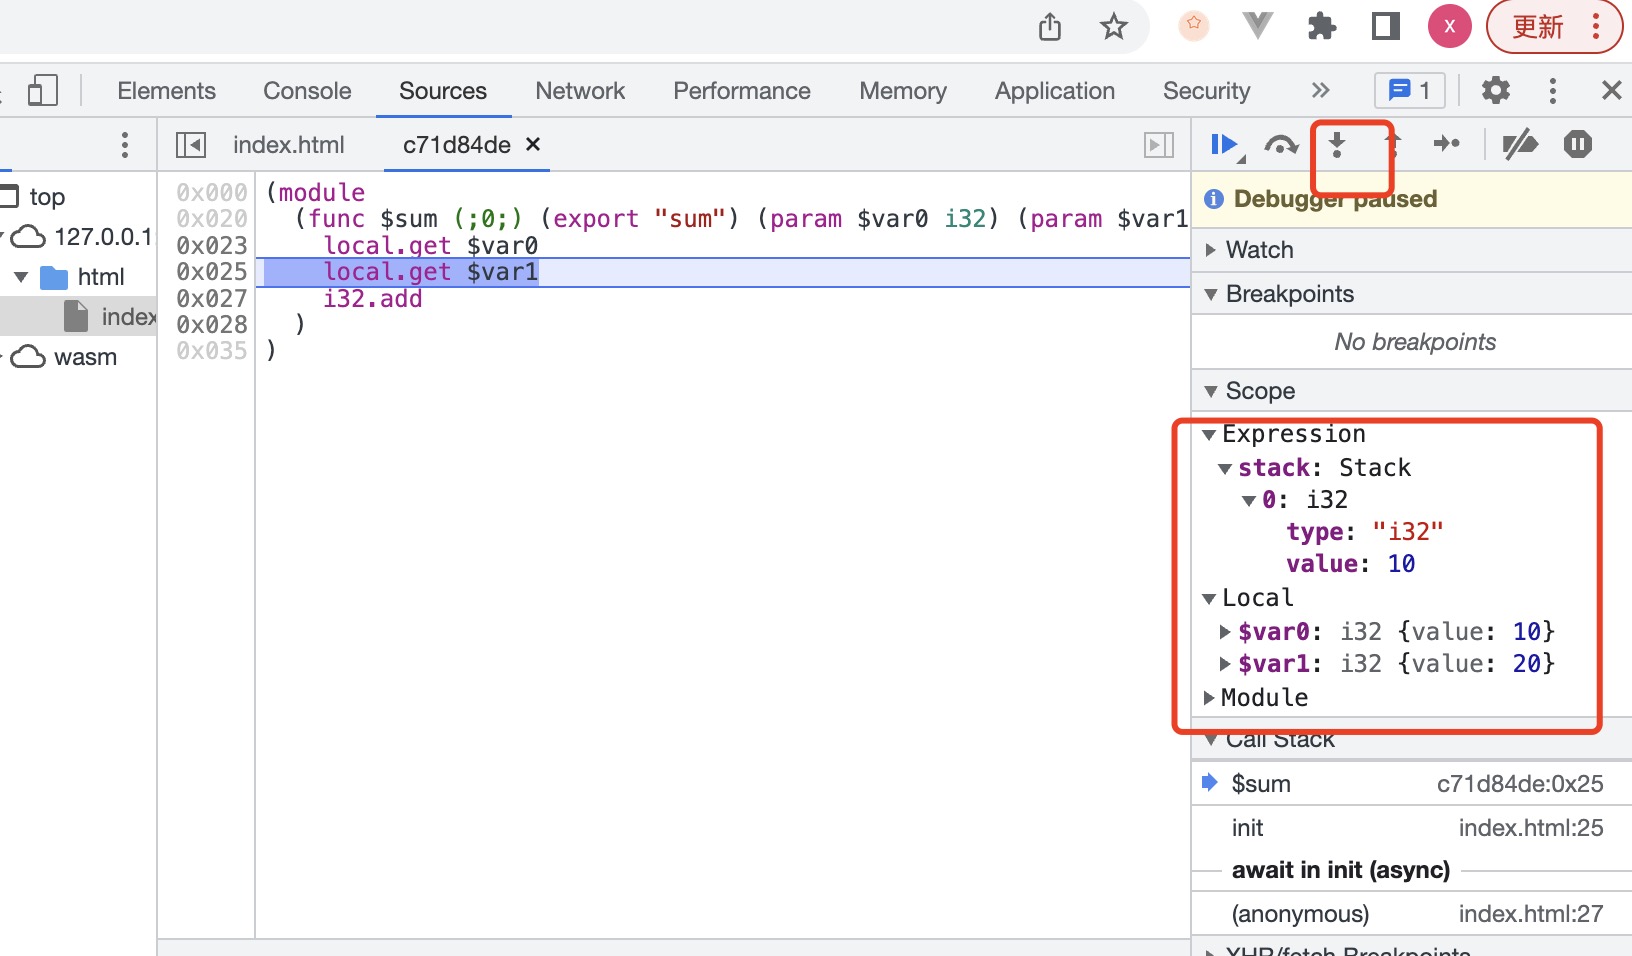 X
更新
Elements Console Sources Network Performance Memory Application Security 1
index.html c71d84de
top
127.0.0.1
html
index
wasm
0x000 (module
0x020 (func $sum (;0;) (export "sum") (param $var0 i32) (param $var1
0x023 local.get $var0
0x025 local.get $var1
0x027 i32.add
0x028 )
0x035 )
Debugger paused
Watch
Breakpoints
No breakpoints
Scope
Expression
stack: Stack
0: i32
type: "i32"
value: 10
Local
$var0: i32 {value: 10}
$var1: i32 {value: 20}
Module
Call Stack
$sum c71d84de:0x25
init index.html:25
await in init (async)
(anonymous) index.html:27
XHR/fetch Breakpoints